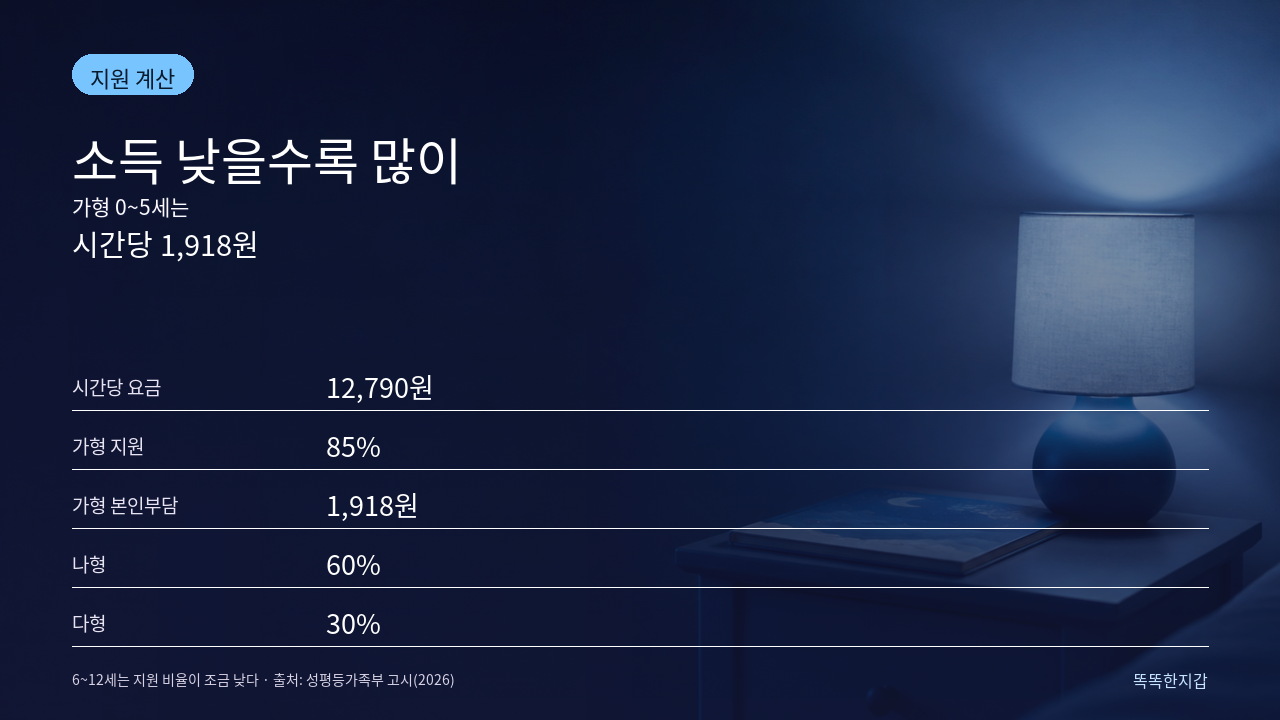 지원 계산
소득 낮을수록 많이
가형 0~5세는
시간당 1,918원
시간당 요금 12,790원
가형 지원 85%
가형 본인부담 1,918원
나형 60%
다형 30%
6~12세는 지원 비율이 조금 낮다 · 출처: 성평등가족부 고시(2026)
똑똑한지갑